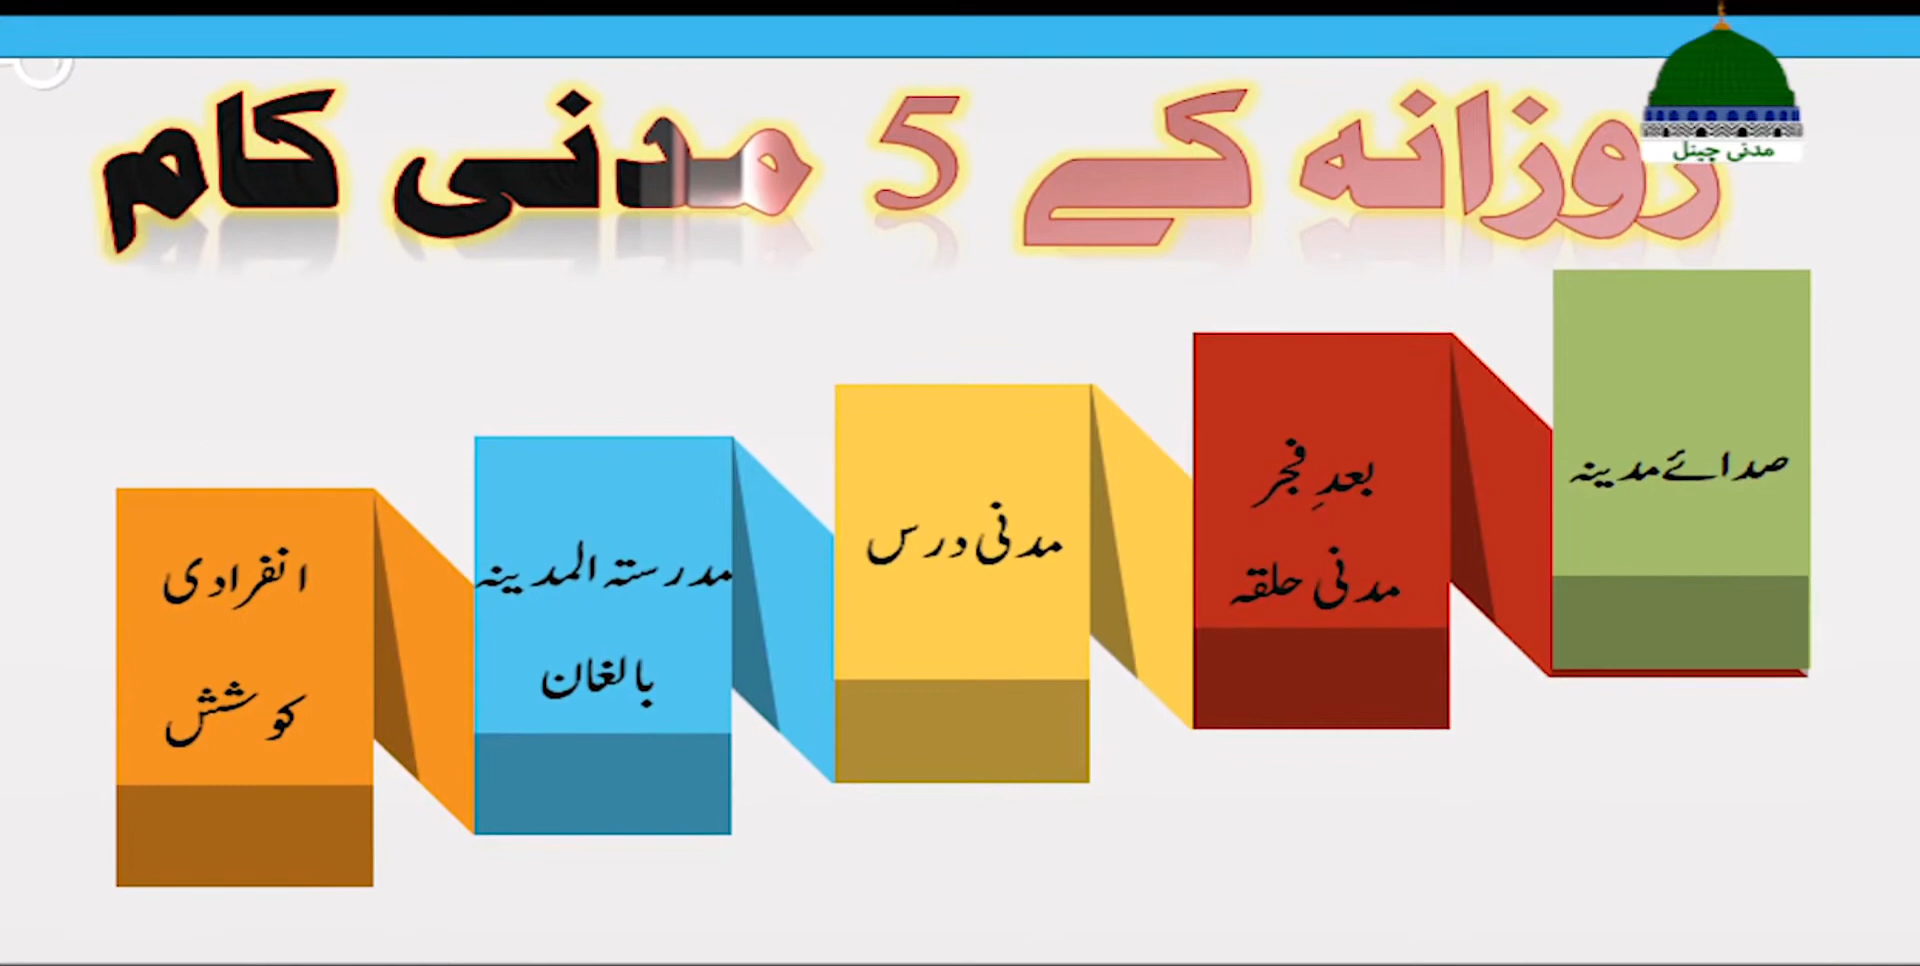 روزانہ کے 5 مدنی کام
مدنی چینل
صدائے مدینہ
بعدِ فجر
مدنی حلقہ
مدنی درس
مدرستہ المدینہ
بالغان
انفرادی
کوشش